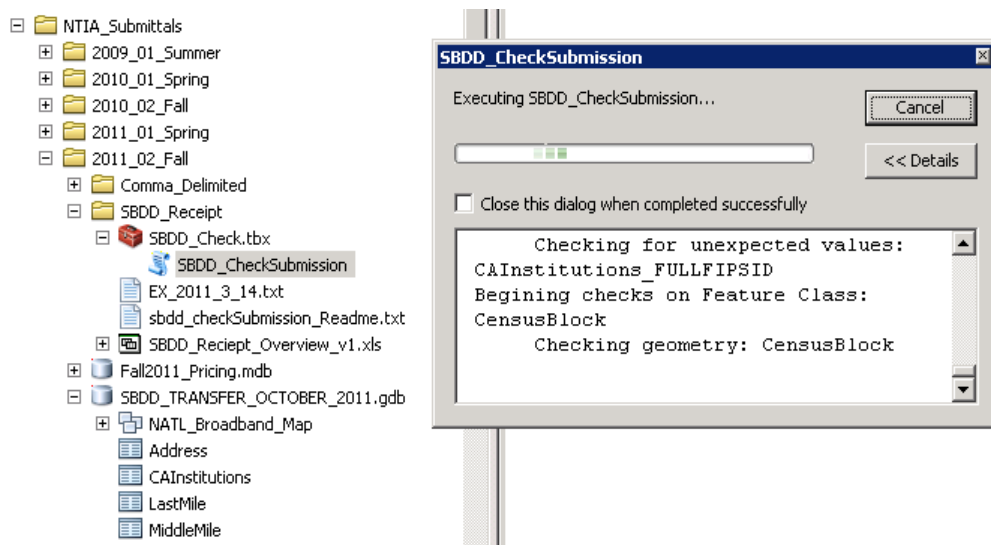 NTIA_Submittals
2009_01_Summer
2010_01_Spring
2010_02_Fall
2011_01_Spring
2011_02_Fall
Comma_Delimited
SBDD_Receipt
SBDD_Check.tbx
SBDD_CheckSubmission
EX_2011_3_14.txt
sbdd_checkSubmission_Readme.txt
SBDD_Reciept_Overview_v1.xls
Fall2011_Pricing.mdb
SBDD_TRANSFER_OCTOBER_2011.gdb
NATL_Broadband_Map
Address
CAInstitutions
LastMile
MiddleMile
SBDD_CheckSubmission
Executing SBDD_CheckSubmission...
Cancel
<< Details
Close this dialog when completed successfully
Checking for unexpected values:
CAInstitutions_FULLFIPSID
Begining checks on Feature Class:
CensusBlock
Checking geometry: CensusBlock